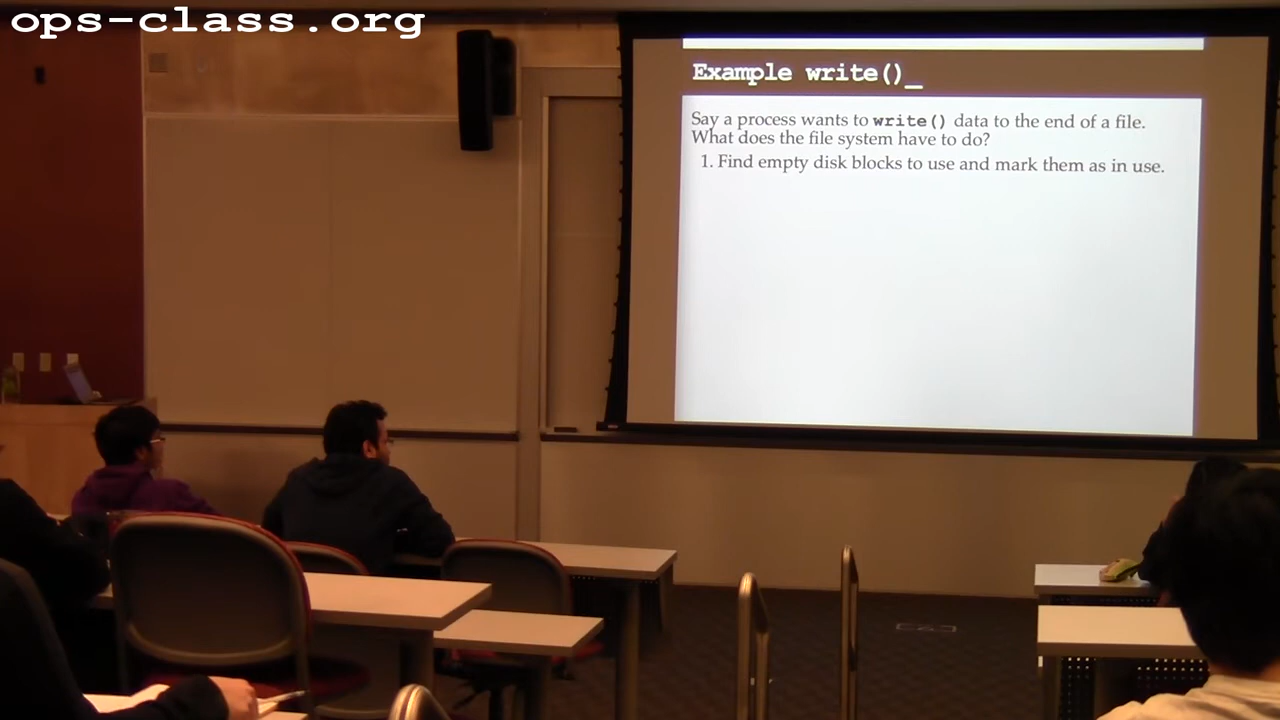 ops-class.org
Example write()_
Say a process wants to write() data to the end of a file.
What does the file system have to do?
1. Find empty disk blocks to use and mark them as in use.